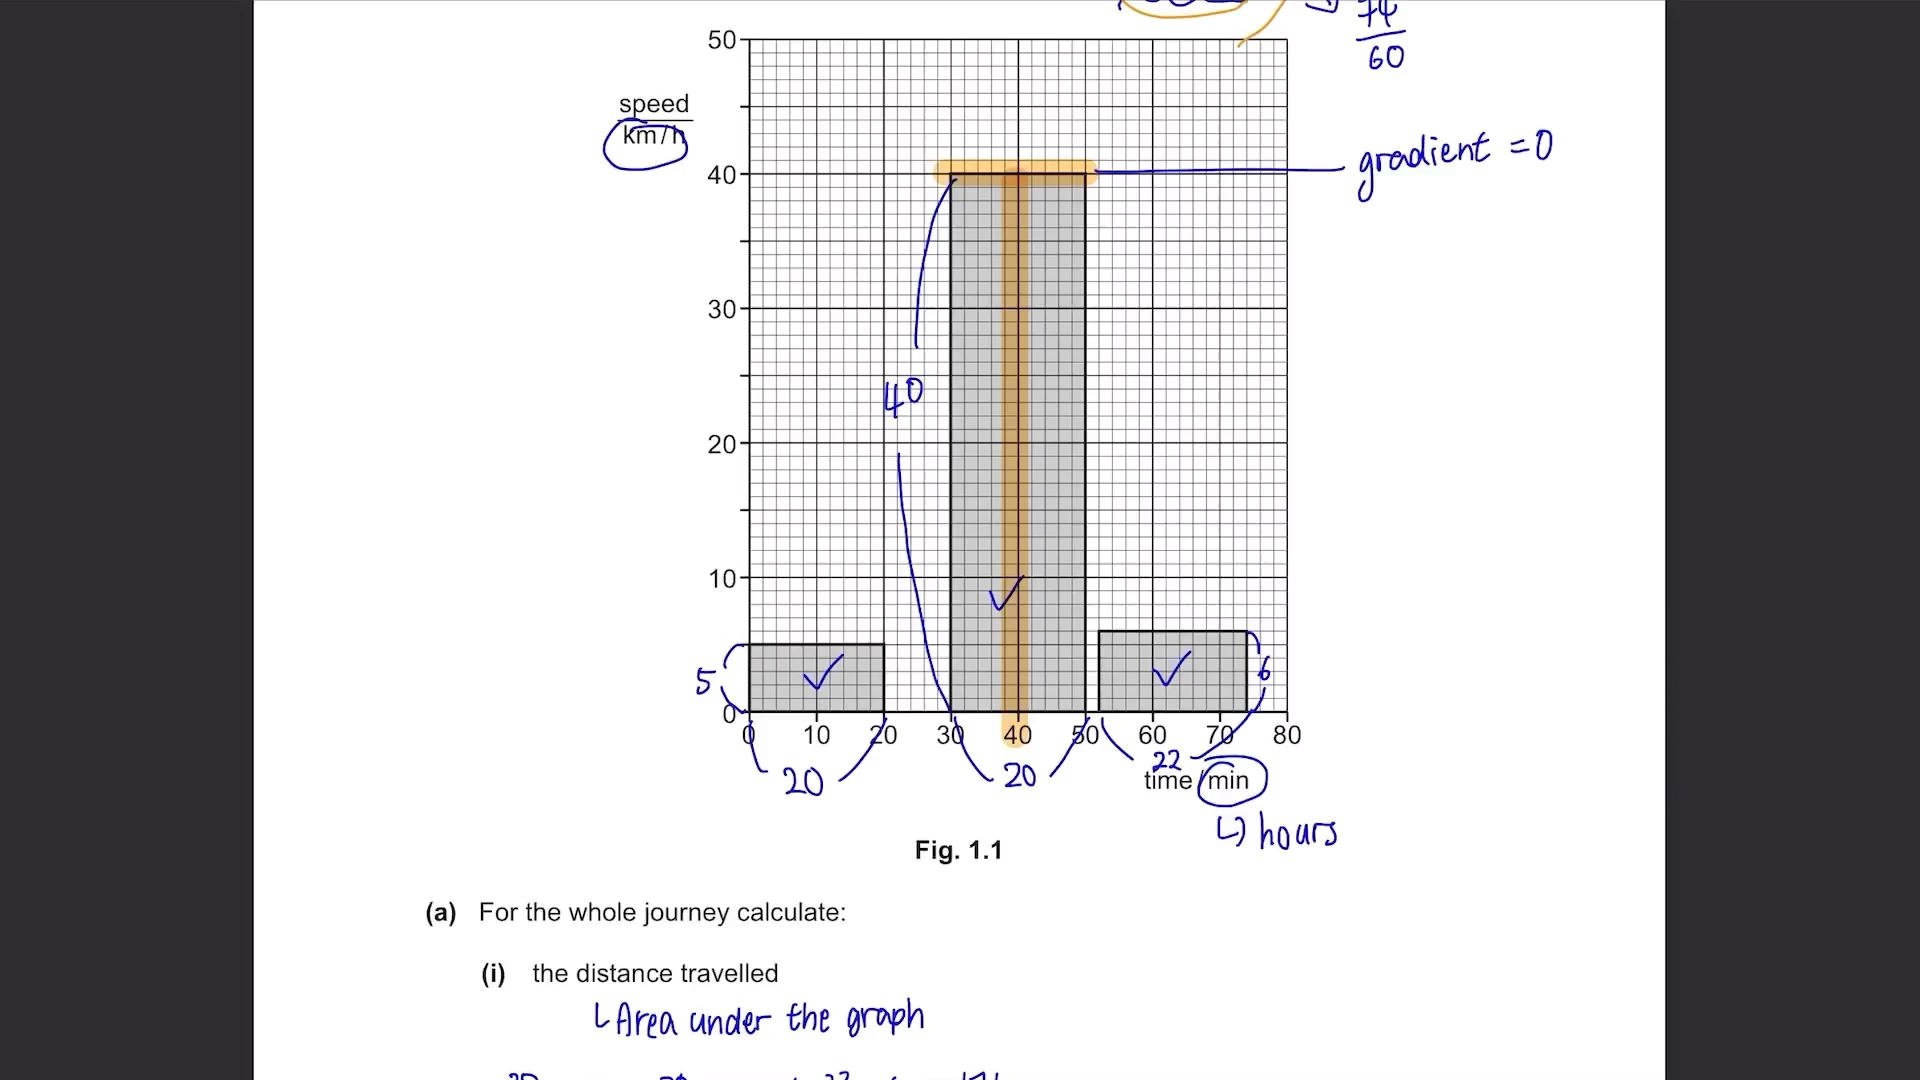 74
60
50
speed
km/h
gradient =0
40
30
40
20
10
5
6
0
0 10 20 30 40 50 60 70 80
20
20
22
time / min
↳ hours
Fig. 1.1
(a) For the whole journey calculate:
(i) the distance travelled
↳ Area under the graph